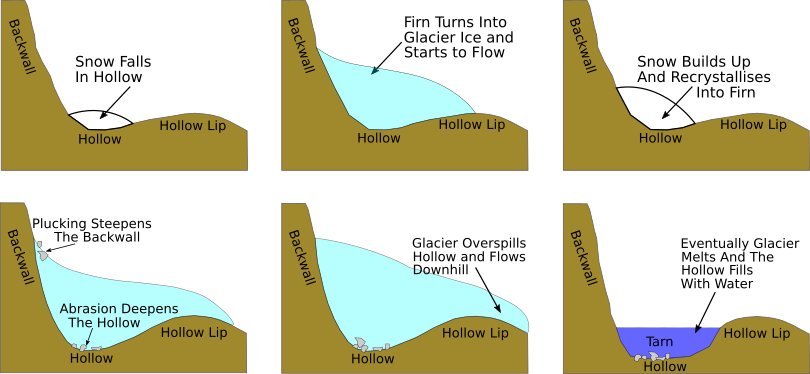 Backwall
Snow Falls
In Hollow
Hollow Lip
Hollow
Backwall
Firn Turns Into
Glacier Ice and
Starts to Flow
Hollow Lip
Hollow
Backwall
Snow Builds Up
And Recrystallises
Into Firn
Hollow Lip
Hollow
Backwall
Plucking Steepens
The Backwall
Abrasion Deepens
The Hollow
Hollow Lip
Hollow
Backwall
Glacier Overspills
Hollow and Flows
Downhill
Hollow Lip
Hollow
Backwall
Eventually Glacier
Melts And The
Hollow Fills
With Water
Tarn
Hollow Lip
Hollow